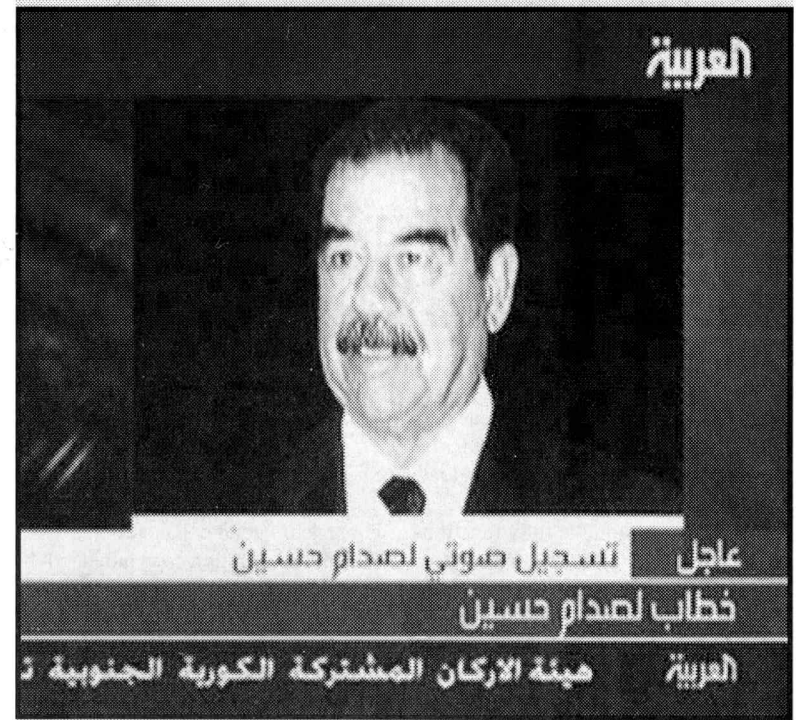 العربية
عاجل تسجيل صوتي لصدام حسين
خطاب لصدام حسين
العربية هيئة الاركان المشتركة الكورية الجنوبية ت